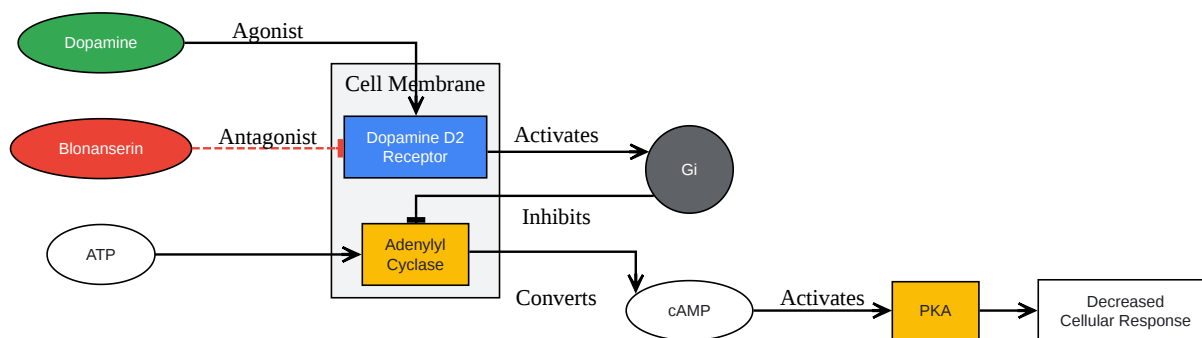 Dopamine
Agonist
Cell Membrane
Blonanserin
Antagonist
Dopamine D2
Receptor
Activates
Gi
Inhibits
ATP
Adenylyl
Cyclase
Converts
cAMP
Activates
PKA
Decreased
Cellular Response